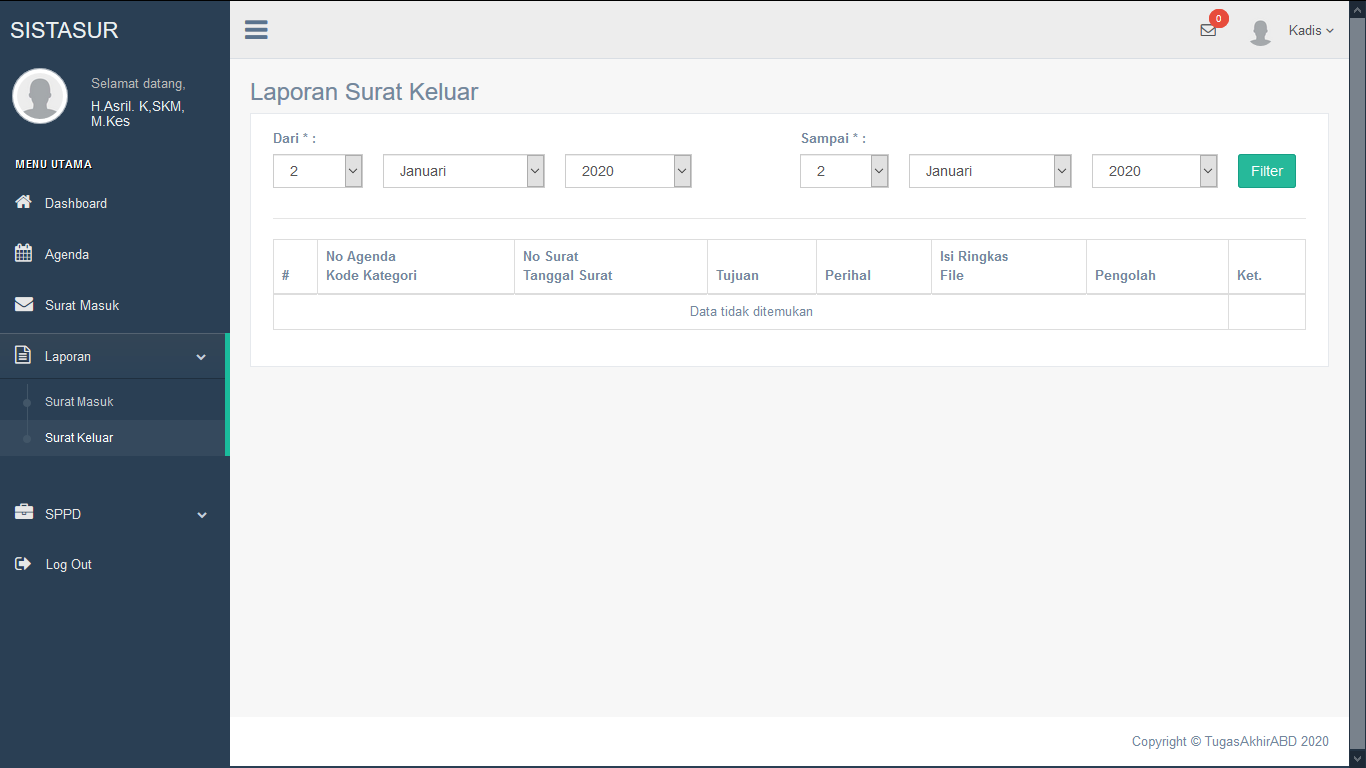 SISTASUR
0
Kadis
Selamat datang,
H.Asril. K,SKM,
M.Kes
MENU UTAMA
Dashboard
Agenda
Surat Masuk
Laporan
Surat Masuk
Surat Keluar
SPPD
Log Out
Laporan Surat Keluar
Dari * :
Sampai * :
2 Januari 2020 2 Januari 2020 Filter
# No Agenda Kode Kategori No Surat Tanggal Surat Tujuan Perihal Isi Ringkas File Pengolah Ket.
Data tidak ditemukan
Copyright © TugasAkhirABD 2020